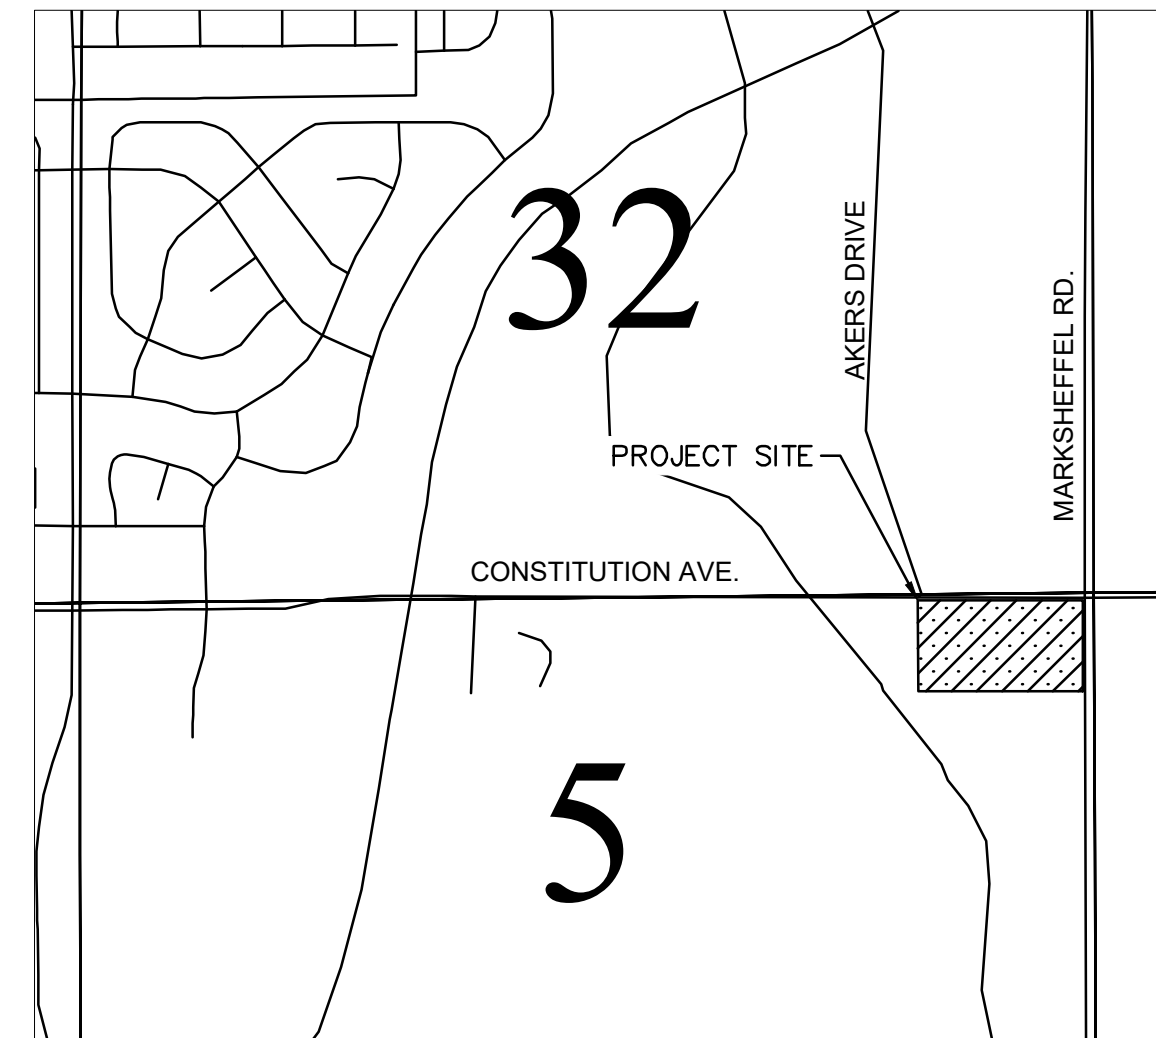 32
AKERS DRIVE
MARKSHEFFEL RD.
PROJECT SITE
CONSTITUTION AVE.
5